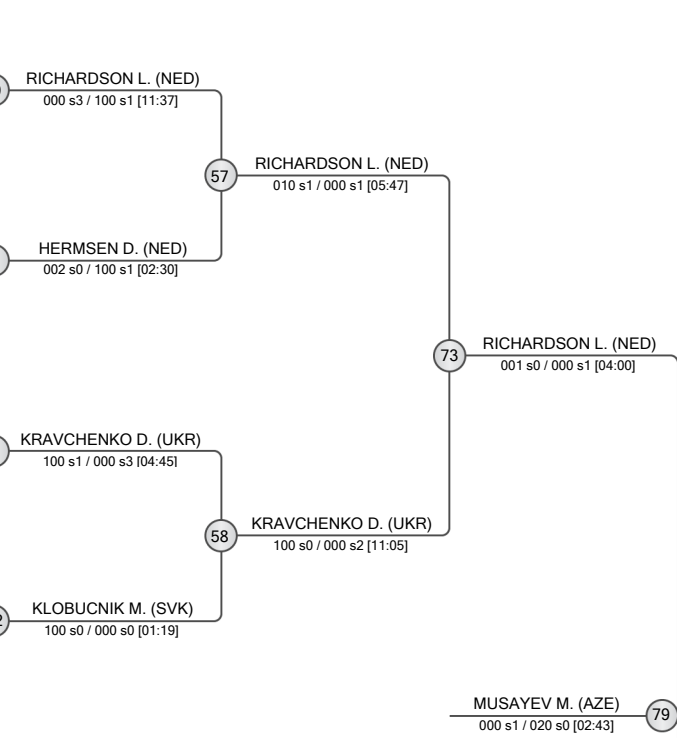 RICHARDSON L. (NED)
000 s3 / 100 s1 [11:37]
57
RICHARDSON L. (NED)
010 s1 / 000 s1 [05:47]
HERMSEN D. (NED)
002 s0 / 100 s1 [02:30]
73
RICHARDSON L. (NED)
001 s0 / 000 s1 [04:00]
KRAVCHENKO D. (UKR)
100 s1 / 000 s3 [04:45]
58
KRAVCHENKO D. (UKR)
100 s0 / 000 s2 [11:05]
KLOBUCNIK M. (SVK)
100 s0 / 000 s0 [01:19]
MUSAYEV M. (AZE)
000 s1 / 020 s0 [02:43]
79